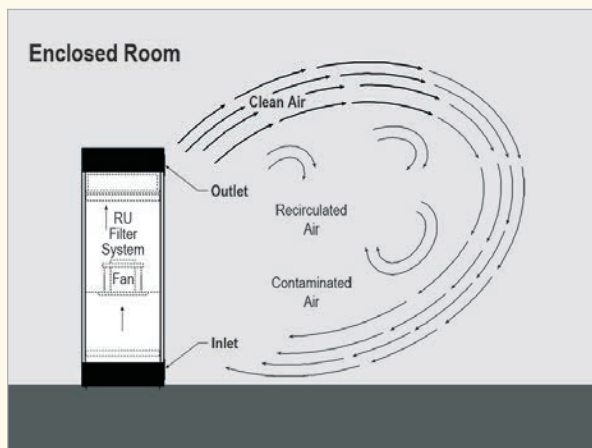 Enclosed Room
Clean Air
Outlet
RU
Filter
System
Fan
Recirculated
Air
Contaminated
Air
Inlet